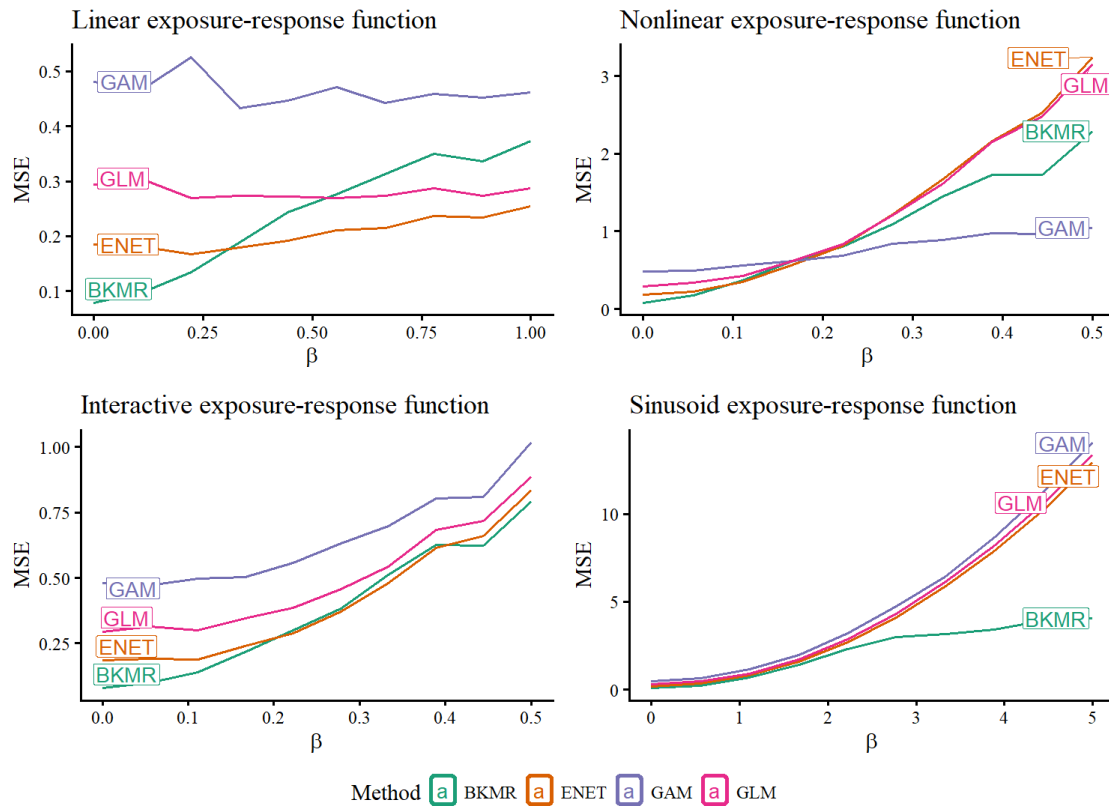 Linear exposure-response function
MSE
0.5
0.4
0.3
0.2
0.1
GAM
GLM
ENET
BKMR
0.00 0.25 0.50 0.75 1.00
β
Nonlinear exposure-response function
MSE
3
2
1
0
ENET
GLM
BKMR
GAM
0.0 0.1 0.2 0.3 0.4 0.5
β
Interactive exposure-response function
MSE
1.00
0.75
0.50
0.25
GAM
GLM
ENET
BKMR
0.0 0.1 0.2 0.3 0.4 0.5
β
Sinusoid exposure-response function
MSE
10
5
0
GAM
ENET
GLM
BKMR
0 1 2 3 4 5
β
Method a BKMR a ENET a GAM a GLM